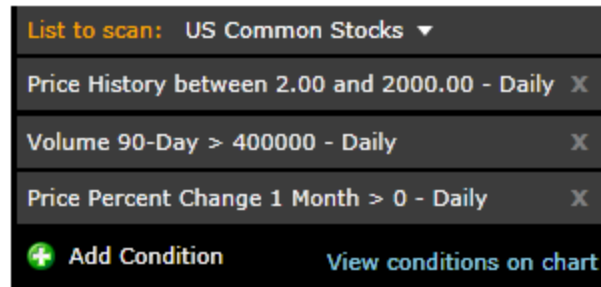 List to scan: US Common Stocks ▼
Price History between 2.00 and 2000.00 - Daily X
Volume 90-Day > 400000 - Daily X
Price Percent Change 1 Month > 0 - Daily X
Add Condition View conditions on chart